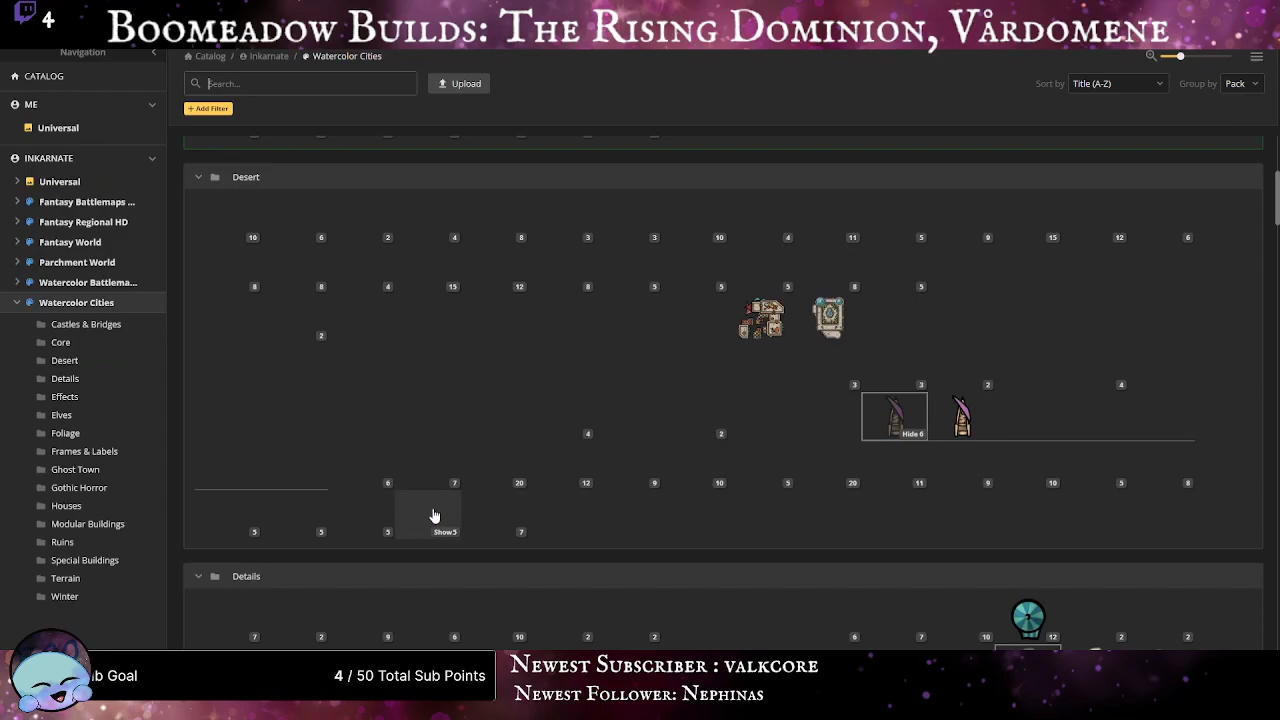 4
Boomeadow Builds: The Rising Dominion, Vårdomene
Navigation
Catalog / Inkarnate / Watercolor Cities
CATALOG
Search...
Upload
Sort by Title (A-Z)
Group by Pack
+ Add Filter
ME
Universal
INKARNATE
Universal
Fantasy Battlemaps ...
Fantasy Regional HD
Fantasy World
Parchment World
Watercolor Battlema...
Watercolor Cities
Castles & Bridges
Core
Desert
Details
Effects
Elves
Foliage
Frames & Labels
Ghost Town
Gothic Horror
Houses
Modular Buildings
Ruins
Special Buildings
Terrain
Winter
Desert
10 6 2 4 8 3 3 10 4 11 5 9 15 12 6
8 8 4 15 12 8 5 5 5 8 5
2
3 3 2 4
4 2 Hide 6
6 7 20 12 9 10 5 20 11 9 10 5 8
5 5 5 Show 5 7
Details
7 2 9 6 10 2 2 6 7 10 12 2 2
b Goal
4 / 50 Total Sub Points
Newest Subscriber : valkcore
Newest Follower: Nephinas